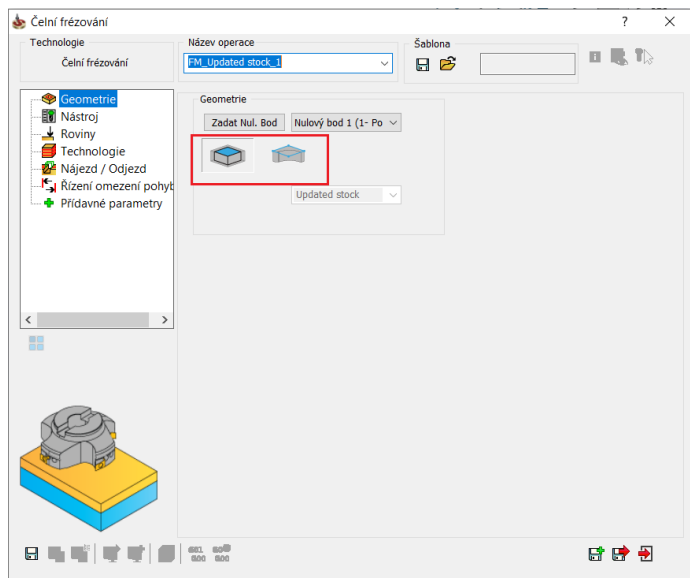 Čelní frézování
?
Technologie
Čelní frézování
Název operace
FM_Updated stock_1
Šablona
Geometrie
Nástroj
Roviny
Technologie
Nájezd / Odjezd
Řízení omezení pohyb
Přídavné parametry
Geometrie
Zadat Nul. Bod
Nulový bod 1 (1- Po
Updated stock